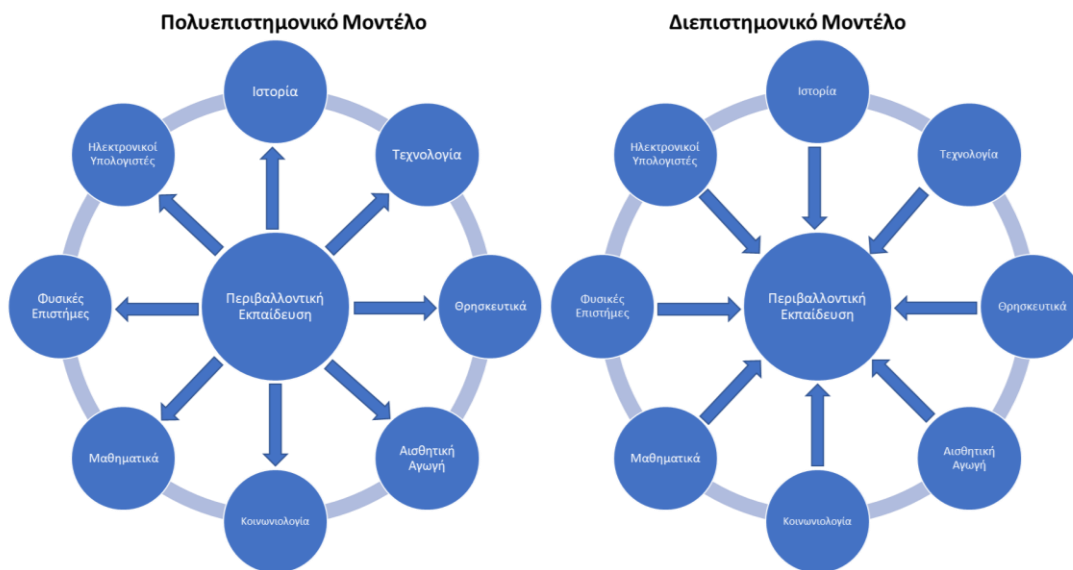 Πολυεπιστημονικό Μοντέλο
Ιστορία
Τεχνολογία
Θρησκευτικά
Αισθητική
Αγωγή
Κοινωνιολογία
Μαθηματικά
Φυσικές
Επιστήμες
Ηλεκτρονικοί
Υπολογιστές
Περιβαλλοντική
Εκπαίδευση
Διεπιστημονικό Μοντέλο
Ιστορία
Τεχνολογία
Θρησκευτικά
Αισθητική
Αγωγή
Κοινωνιολογία
Μαθηματικά
Φυσικές
Επιστήμες
Ηλεκτρονικοί
Υπολογιστές
Περιβαλλοντική
Εκπαίδευση